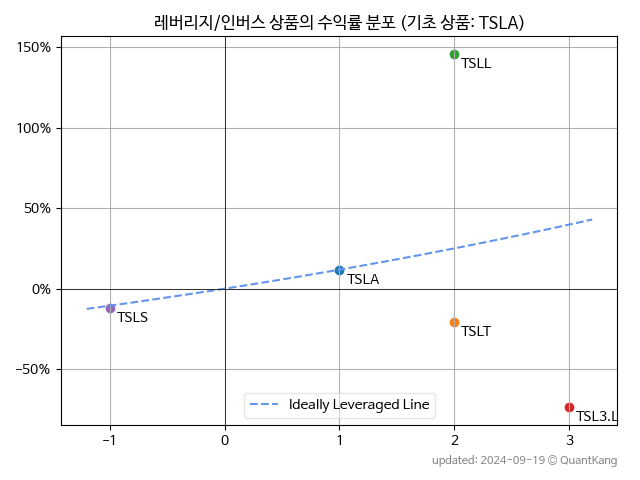 레버리지/인버스 상품의 수익률 분포 (기초 상품: TSLA)
150%
100%
50%
0%
−50%
TSLL
TSLA
TSLS
TSLT
TSL3.L
Ideally Leveraged Line
−1
0
1
2
3
updated: 2024-09-19 © QuantKang